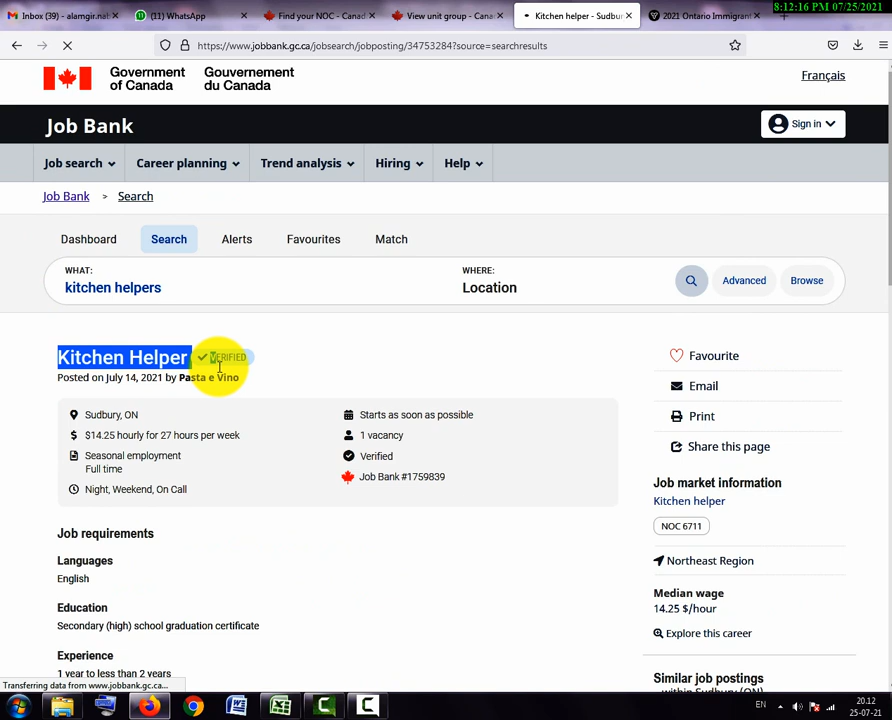 8:12:16 PM 07/25/2021
Inbox (39) - alamgir.nat
(11) WhatsApp
Find your NOC - Canad
View unit group - Canac
Kitchen helper - Sudbur
2021 Ontario Immigrant
https://www.jobbank.gc.ca/jobsearch/jobposting/34753284?source=searchresults
Government of Canada
Gouvernement du Canada
Français
Job Bank
Sign in
Job search
Career planning
Trend analysis
Hiring
Help
Job Bank > Search
Dashboard
Search
Alerts
Favourites
Match
WHAT:
kitchen helpers
WHERE:
Location
Advanced
Browse
Kitchen Helper VERIFIED
Posted on July 14, 2021 by Pasta e Vino
Sudbury, ON
$14.25 hourly for 27 hours per week
Seasonal employment
Full time
Night, Weekend, On Call
Starts as soon as possible
1 vacancy
Verified
Job Bank #1759839
Job requirements
Languages
English
Education
Secondary (high) school graduation certificate
Experience
1 year to less than 2 years
Favourite
Email
Print
Share this page
Job market information
Kitchen helper
NOC 6711
Northeast Region
Median wage
14.25 $/hour
Explore this career
Similar job postings
within Sudbury (ON)
Transferring data from www.jobbank.gc.ca...
EN
20.12
25-07-21